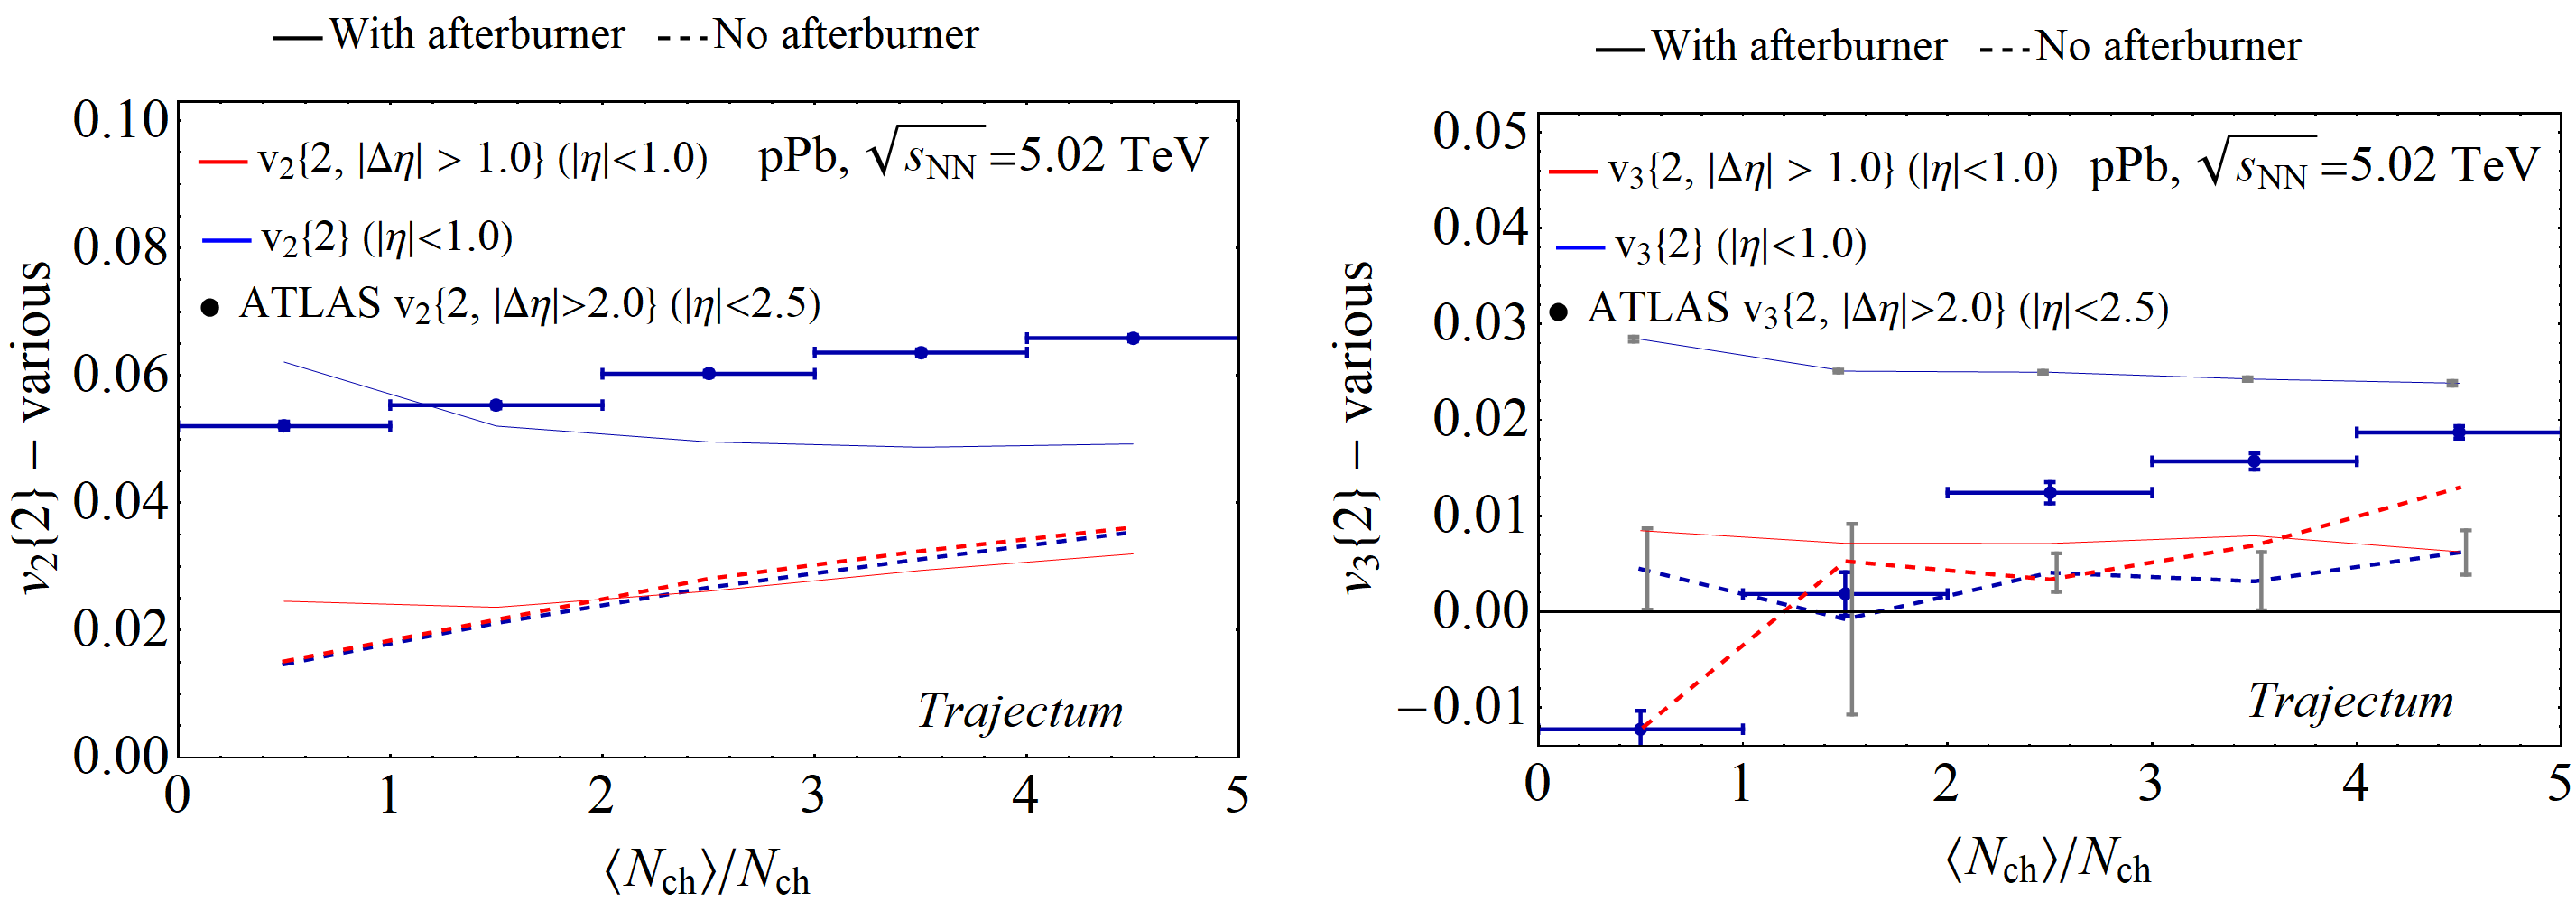 With afterburner No afterburner
0.10
v₂{2, |Δη| > 1.0} (|η|<1.0) pPb, √sNN =5.02 TeV
0.08
v₂{2} (|η|<1.0)
ATLAS v₂{2, |Δη|>2.0} (|η|<2.5)
0.06
0.04
0.02
0.00
v₂{2} − various
Trajectum
0 1 2 3 4 5
⟨Nch⟩/Nch
With afterburner No afterburner
0.05
v₃{2, |Δη| > 1.0} (|η|<1.0) pPb, √sNN =5.02 TeV
0.04
v₃{2} (|η|<1.0)
ATLAS v₃{2, |Δη|>2.0} (|η|<2.5)
0.03
0.02
0.01
0.00
−0.01
v₃{2} − various
Trajectum
0 1 2 3 4 5
⟨Nch⟩/Nch